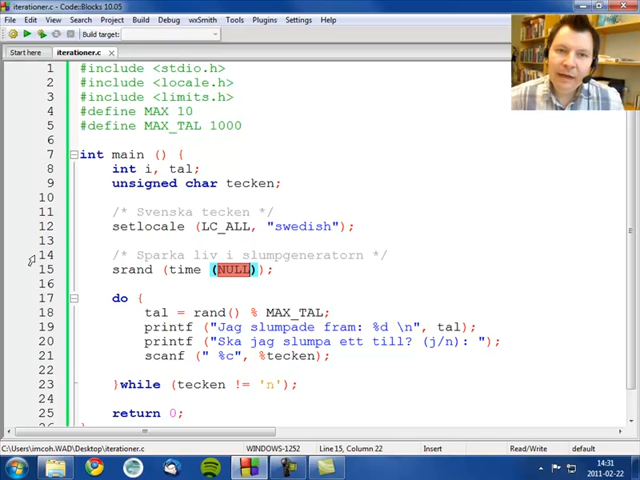 iterationer.c - Code::Blocks 10.05
File View Search Project Build Debug wxSmith Tools Plugins Settings Help
Build target:
Start here iterationer.c
1 #include <stdio.h>
2 #include <locale.h>
3 #include <limits.h>
4 #define MAX 10
5 #define MAX_TAL 1000
6
7 int main () {
8 int i, tal;
9 unsigned char tecken;
10
11 /* Svenska tecken */
12 setlocale (LC_ALL, "swedish");
13
14 /* Sparka liv i slumpgeneratorn */
15 srand (time (NULL));
16
17 do {
18 tal = rand() % MAX_TAL;
19 printf ("Jag slumpade fram: %d \n", tal);
20 printf ("Ska jag slumpa ett till? (j/n): ");
21 scanf (" %c", %tecken);
22
23 }while (tecken != 'n');
24
25 return 0;
26 }
C:\Users\imcoh.WAD\Desktop\iterationer.c WINDOWS-1252 Line 15, Column 22 Insert Read/Write default
14:31
2011-02-22